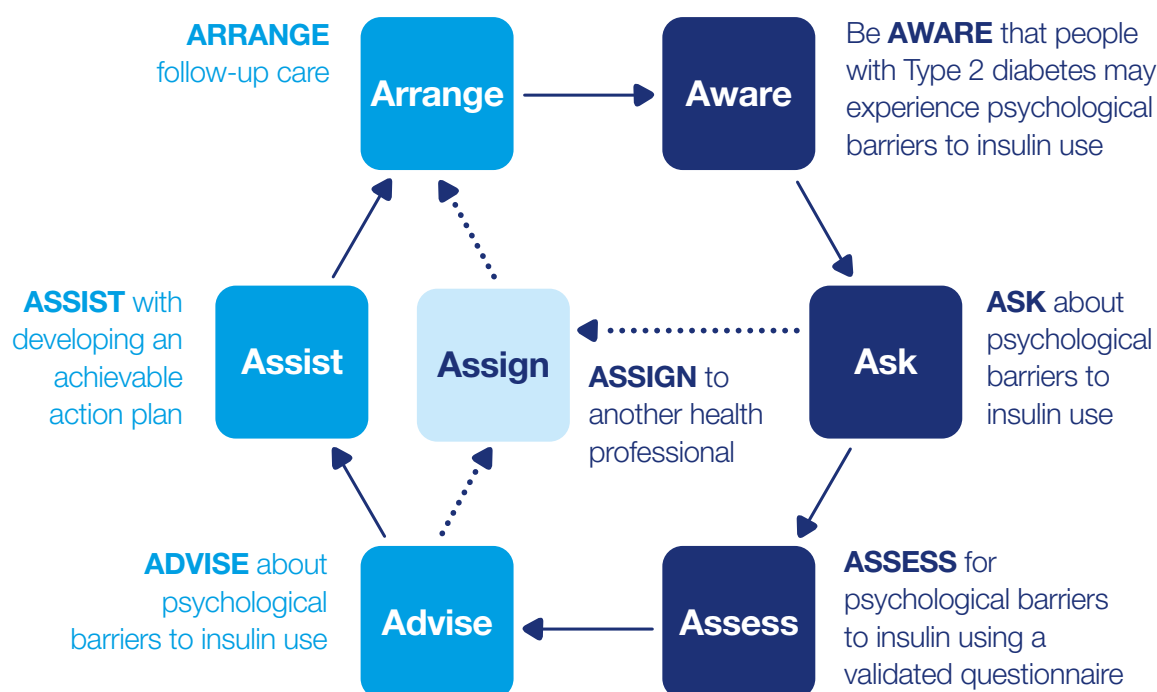 ARRANGE
follow-up care
Arrange
Aware
Be AWARE that people
with Type 2 diabetes may
experience psychological
barriers to insulin use
ASSIST with
developing an
achievable
action plan
Assist
Assign
ASSIGN to
another health
professional
Ask
ASK about
psychological
barriers to
insulin use
ADVISE about
psychological
barriers to insulin use
Advise
Assess
ASSESS for
psychological barriers
to insulin using a
validated questionnaire